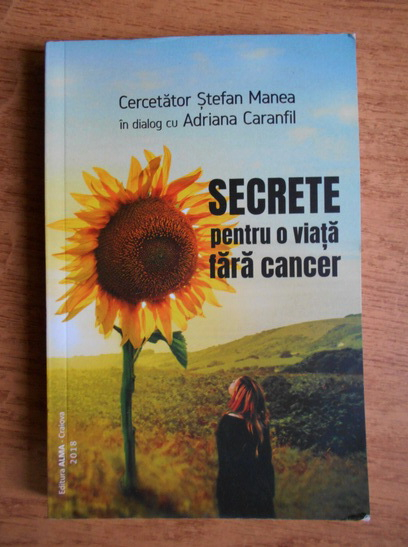 Cercetător Ștefan Manea
în dialog cu Adriana Caranfil
SECRETE
pentru o viață
fără cancer
Editura ALMA - Craiova
2018